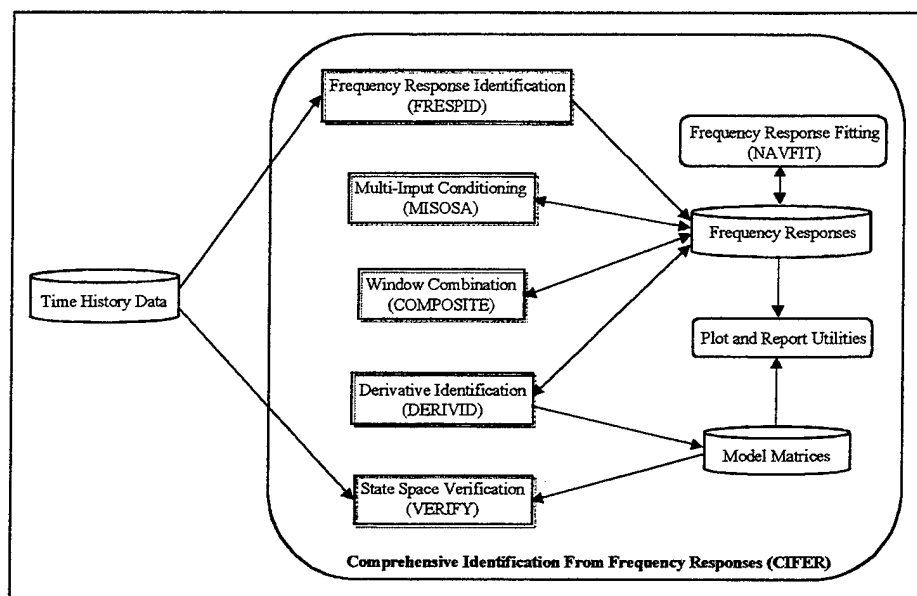 Frequency Response Identification
(FRESPID)
Frequency Response Fitting
(NAVFIT)
Multi-Input Conditioning
(MISOSA)
Frequency Responses
Time History Data
Window Combination
(COMPOSITE)
Plot and Report Utilities
Derivative Identification
(DERIVID)
Model Matrices
State Space Verification
(VERIFY)
Comprehensive Identification From Frequency Responses (CIFER)